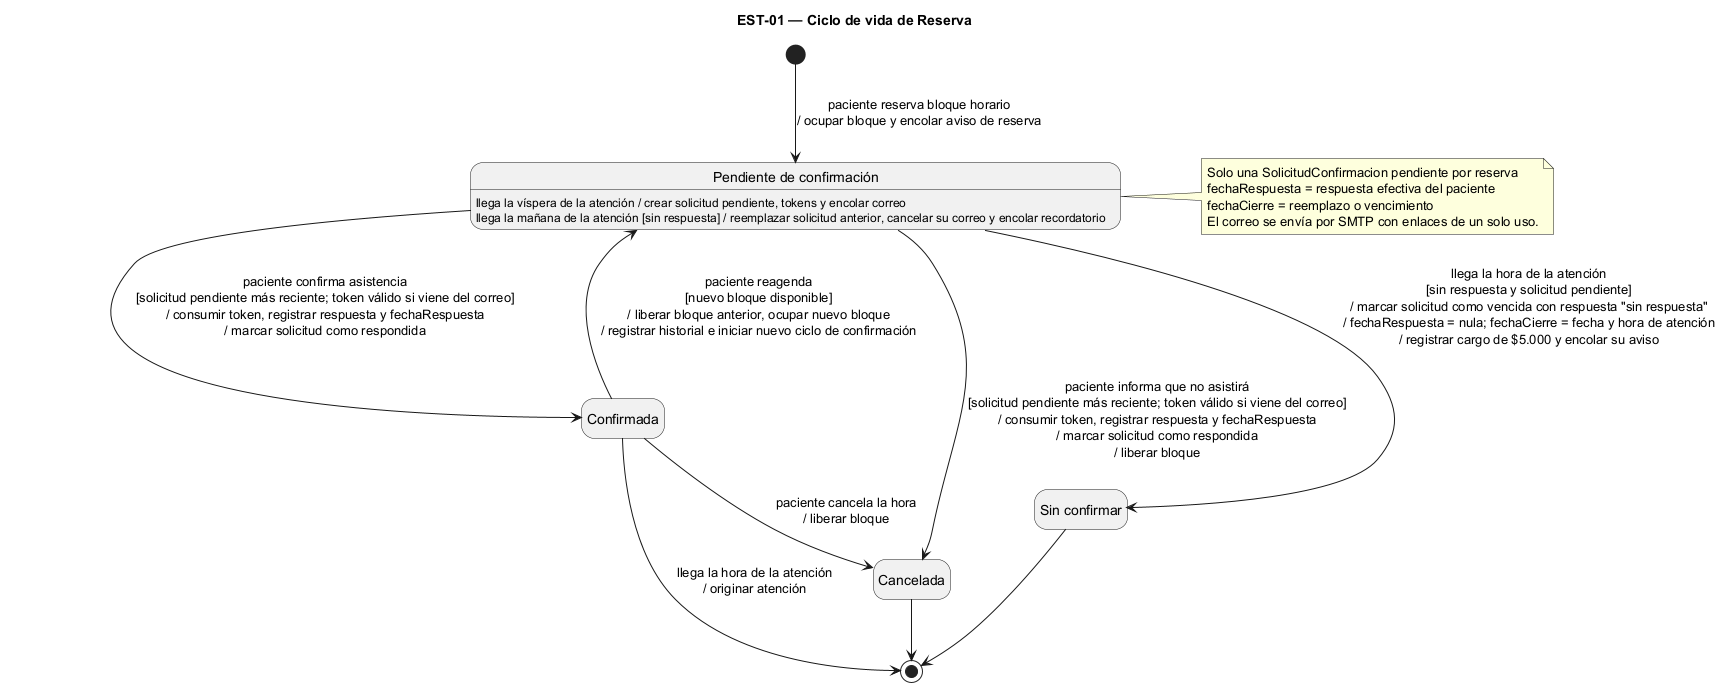 EST-01 — Ciclo de vida de Reserva
paciente reserva bloque horario
/ ocupar bloque y encolar aviso de reserva
Pendiente de confirmación
llega la víspera de la atención / crear solicitud pendiente, tokens y encolar correo
llega la mañana de la atención [sin respuesta] / reemplazar solicitud anterior, cancelar su correo y encolar recordatorio
Solo una SolicitudConfirmacion pendiente por reserva
fechaRespuesta = respuesta efectiva del paciente
fechaCierre = reemplazo o vencimiento
El correo se envía por SMTP con enlaces de un solo uso.
paciente confirma asistencia
[solicitud pendiente más reciente; token válido si viene del correo]
/ consumir token, registrar respuesta y fechaRespuesta
/ marcar solicitud como respondida
paciente reagenda
[nuevo bloque disponible]
/ liberar bloque anterior, ocupar nuevo bloque
/ registrar historial e iniciar nuevo ciclo de confirmación
llega la hora de la atención
[sin respuesta y solicitud pendiente]
/ marcar solicitud como vencida con respuesta "sin respuesta"
/ fechaRespuesta = nula; fechaCierre = fecha y hora de atención
/ registrar cargo de $5.000 y encolar su aviso
paciente informa que no asistirá
[solicitud pendiente más reciente; token válido si viene del correo]
/ consumir token, registrar respuesta y fechaRespuesta
/ marcar solicitud como respondida
/ liberar bloque
Confirmada
paciente cancela la hora
/ liberar bloque
Sin confirmar
llega la hora de la atención
/ originar atención
Cancelada